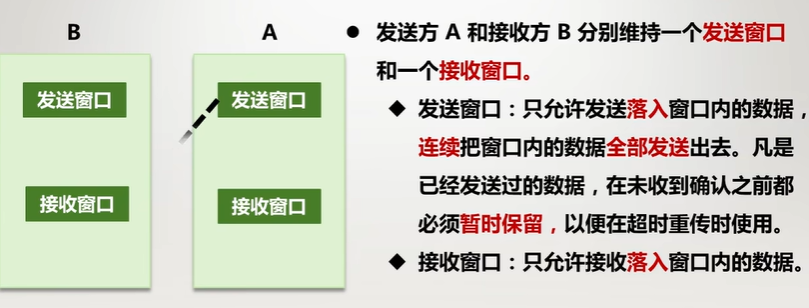 B
A
发送窗口
发送窗口
接收窗口
接收窗口
● 发送方 A 和接收方 B 分别维持一个发送窗口
和一个接收窗口。
◆ 发送窗口：只允许发送落入窗口内的数据，
连续把窗口内的数据全部发送出去。凡是
已经发送过的数据，在未收到确认之前都
必须暂时保留，以便在超时重传时使用。
◆ 接收窗口：只允许接收落入窗口内的数据。